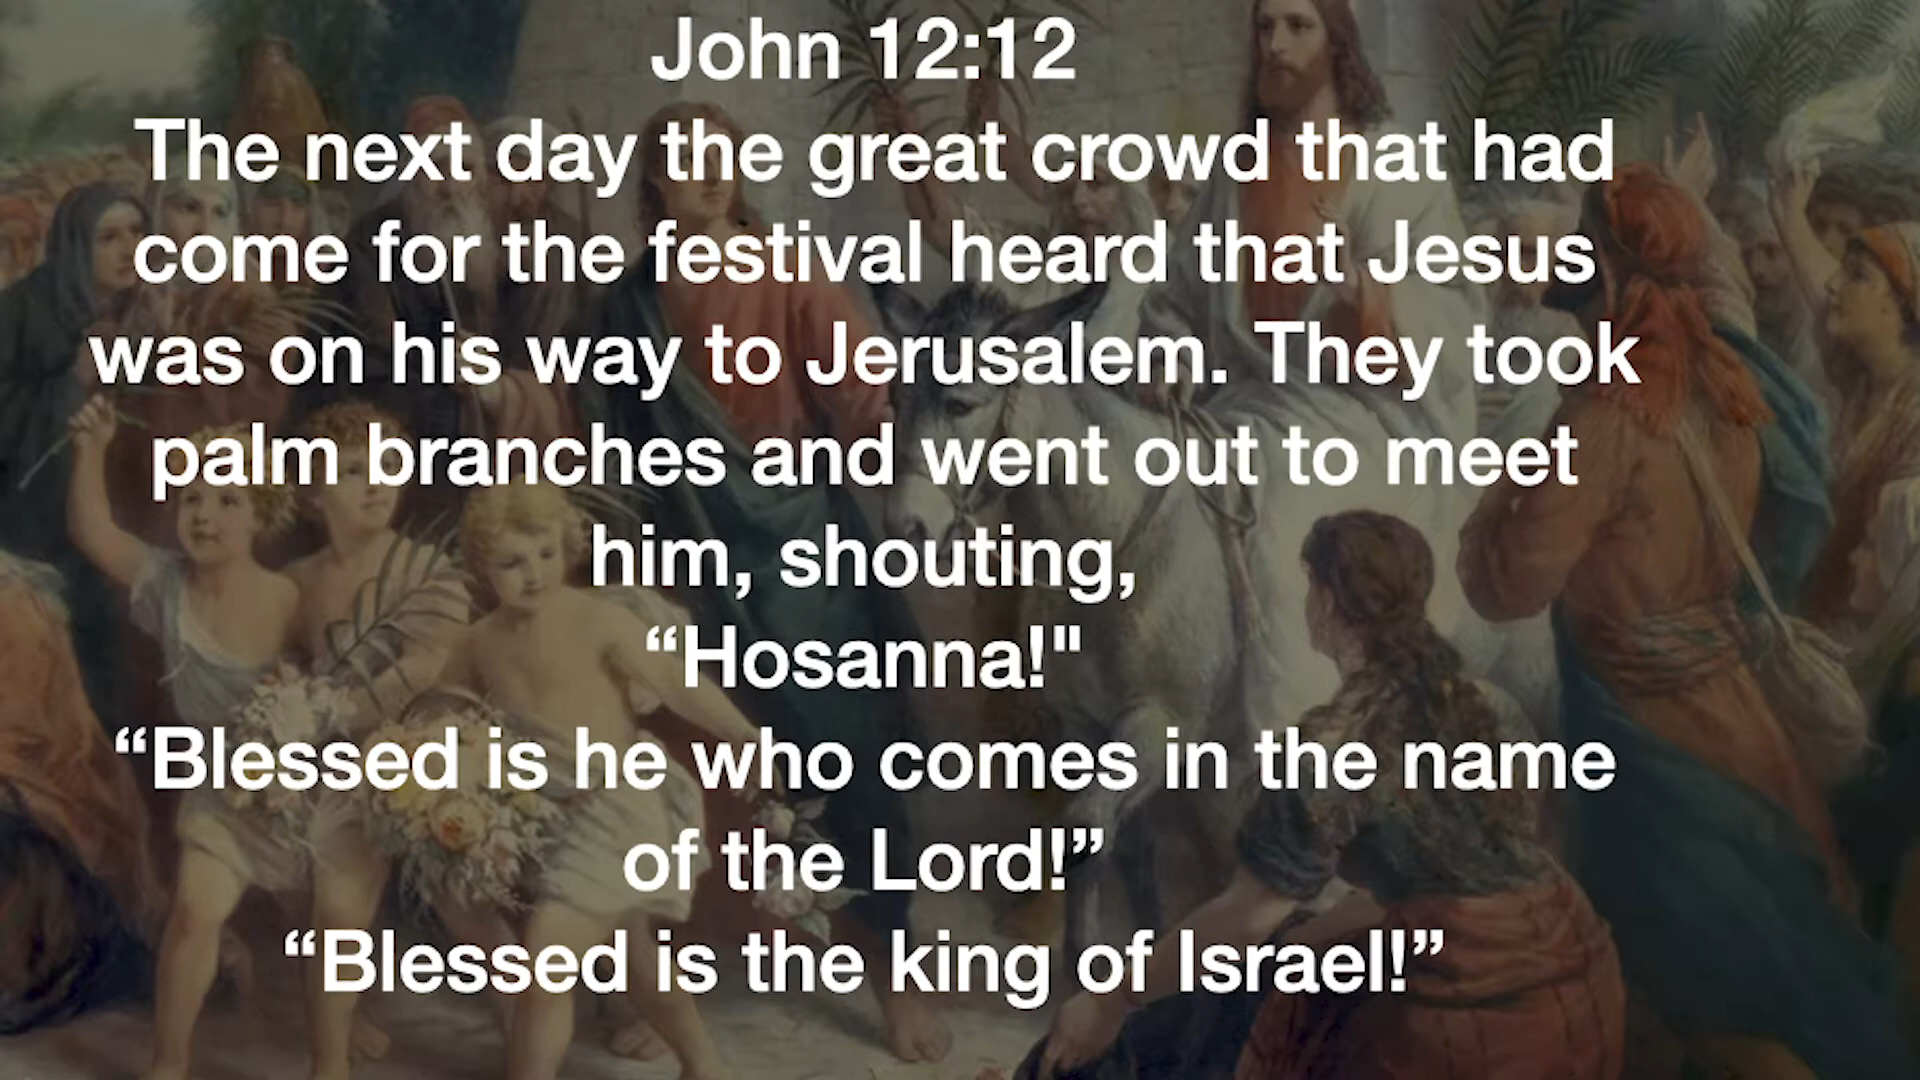 John 12:12
The next day the great crowd that had
come for the festival heard that Jesus
was on his way to Jerusalem. They took
palm branches and went out to meet
him, shouting,
“Hosanna!"
“Blessed is he who comes in the name
of the Lord!”
“Blessed is the king of Israel!”